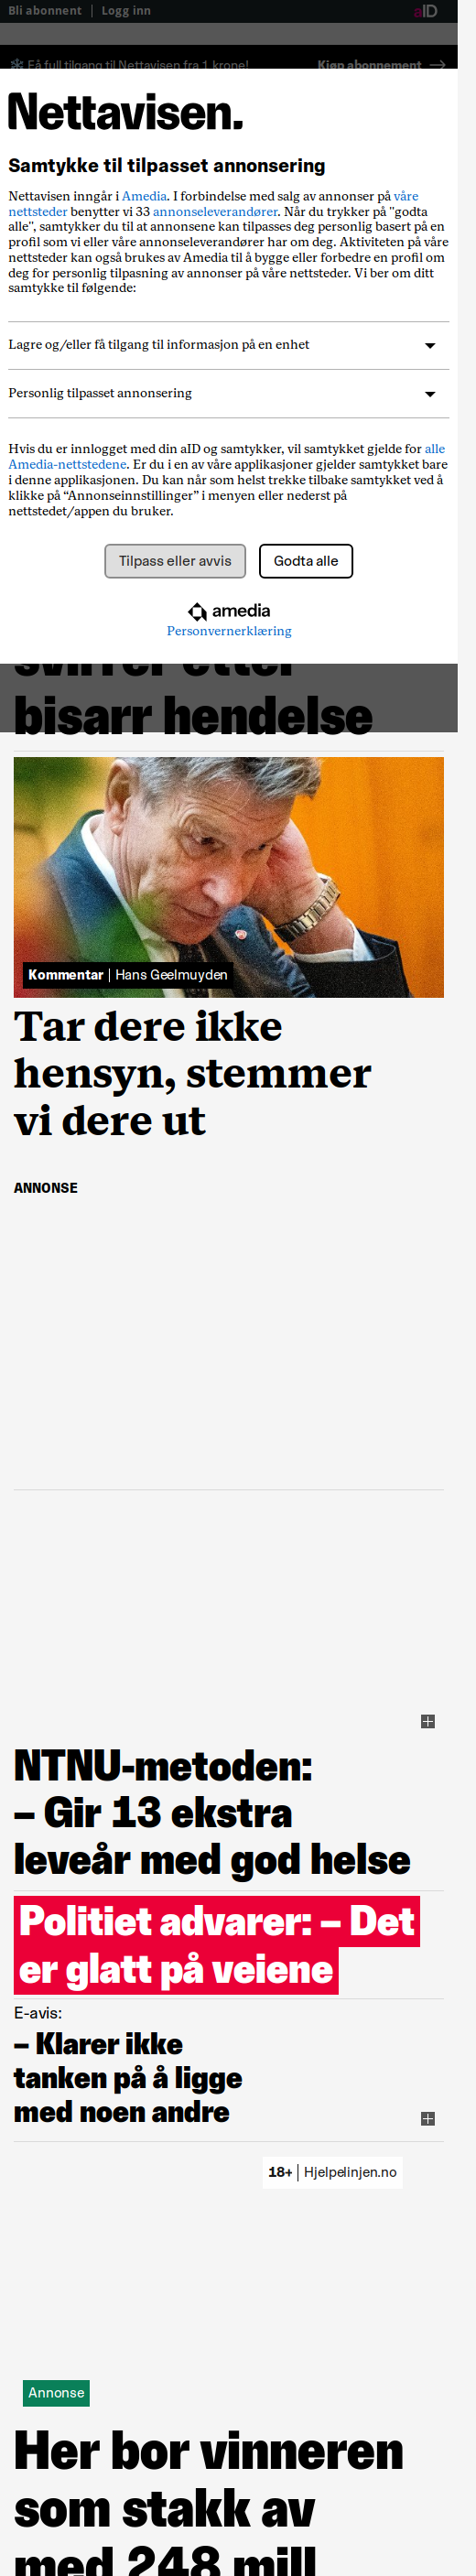 Bli abonnent | Logg inn
aID
Få full tilgang til Nettavisen fra 1 krone!
Kjøp abonnement
Nettavisen.
Samtykke til tilpasset annonsering
Nettavisen inngår i Amedia. I forbindelse med salg av annonser på våre
nettsteder benytter vi 33 annonseleverandører. Når du trykker på "godta
alle", samtykker du til at annonsene kan tilpasses deg personlig basert på en
profil som vi eller våre annonseleverandører har om deg. Aktiviteten på våre
nettsteder kan også brukes av Amedia til å bygge eller forbedre en profil om
deg for personlig tilpasning av annonser på våre nettsteder. Vi ber om ditt
samtykke til følgende:
Lagre og/eller få tilgang til informasjon på en enhet
Personlig tilpasset annonsering
Hvis du er innlogget med din aID og samtykker, vil samtykket gjelde for alle
Amedia-nettstedene. Er du i en av våre applikasjoner gjelder samtykket bare
i denne applikasjonen. Du kan når som helst trekke tilbake samtykket ved å
klikke på “Annonseinnstillinger” i menyen eller nederst på
nettstedet/appen du bruker.
Tilpass eller avvis
Godta alle
amedia
Personvernerklæring
svirrer etter
bisarr hendelse
Kommentar | Hans Geelmuyden
Tar dere ikke
hensyn, stemmer
vi dere ut
ANNONSE
NTNU-metoden:
– Gir 13 ekstra
leveår med god helse
Politiet advarer: – Det
er glatt på veiene
E-avis:
– Klarer ikke
tanken på å ligge
med noen andre
18+ | Hjelpelinjen.no
Annonse
Her bor vinneren
som stakk av
med 248 mill